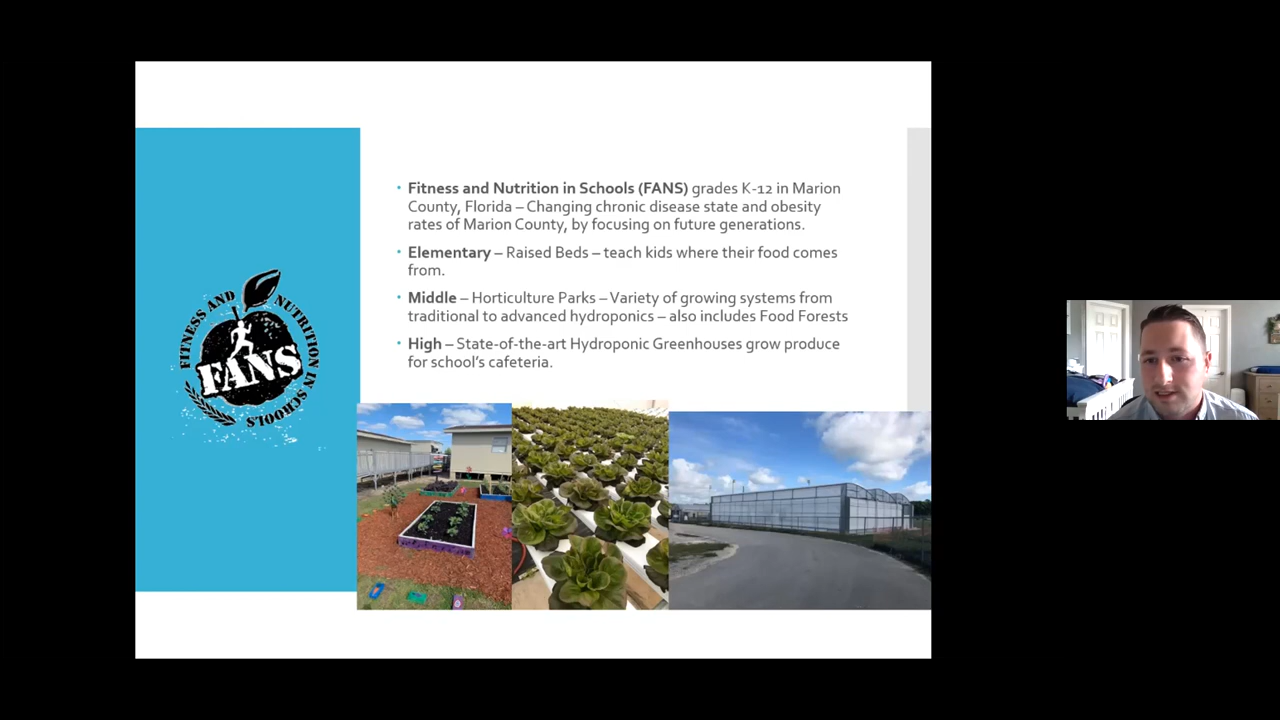 Fitness and Nutrition in Schools (FANS) grades K-12 in Marion
County, Florida – Changing chronic disease state and obesity
rates of Marion County, by focusing on future generations.
Elementary – Raised Beds – teach kids where their food comes
from.
Middle – Horticulture Parks – Variety of growing systems from
traditional to advanced hydroponics – also includes Food Forests
High – State-of-the-art Hydroponic Greenhouses grow produce
for school's cafeteria.
FITNESS AND NUTRITION IN SCHOOL'S
FANS